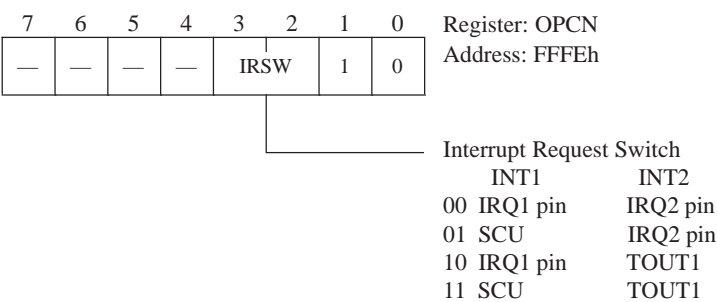 7 6 5 4 3 2 1 0
— — — — IRSW 1 0
Register: OPCN
Address: FFFEh
Interrupt Request Switch
INT1 INT2
00 IRQ1 pin IRQ2 pin
01 SCU IRQ2 pin
10 IRQ1 pin TOUT1
11 SCU TOUT1